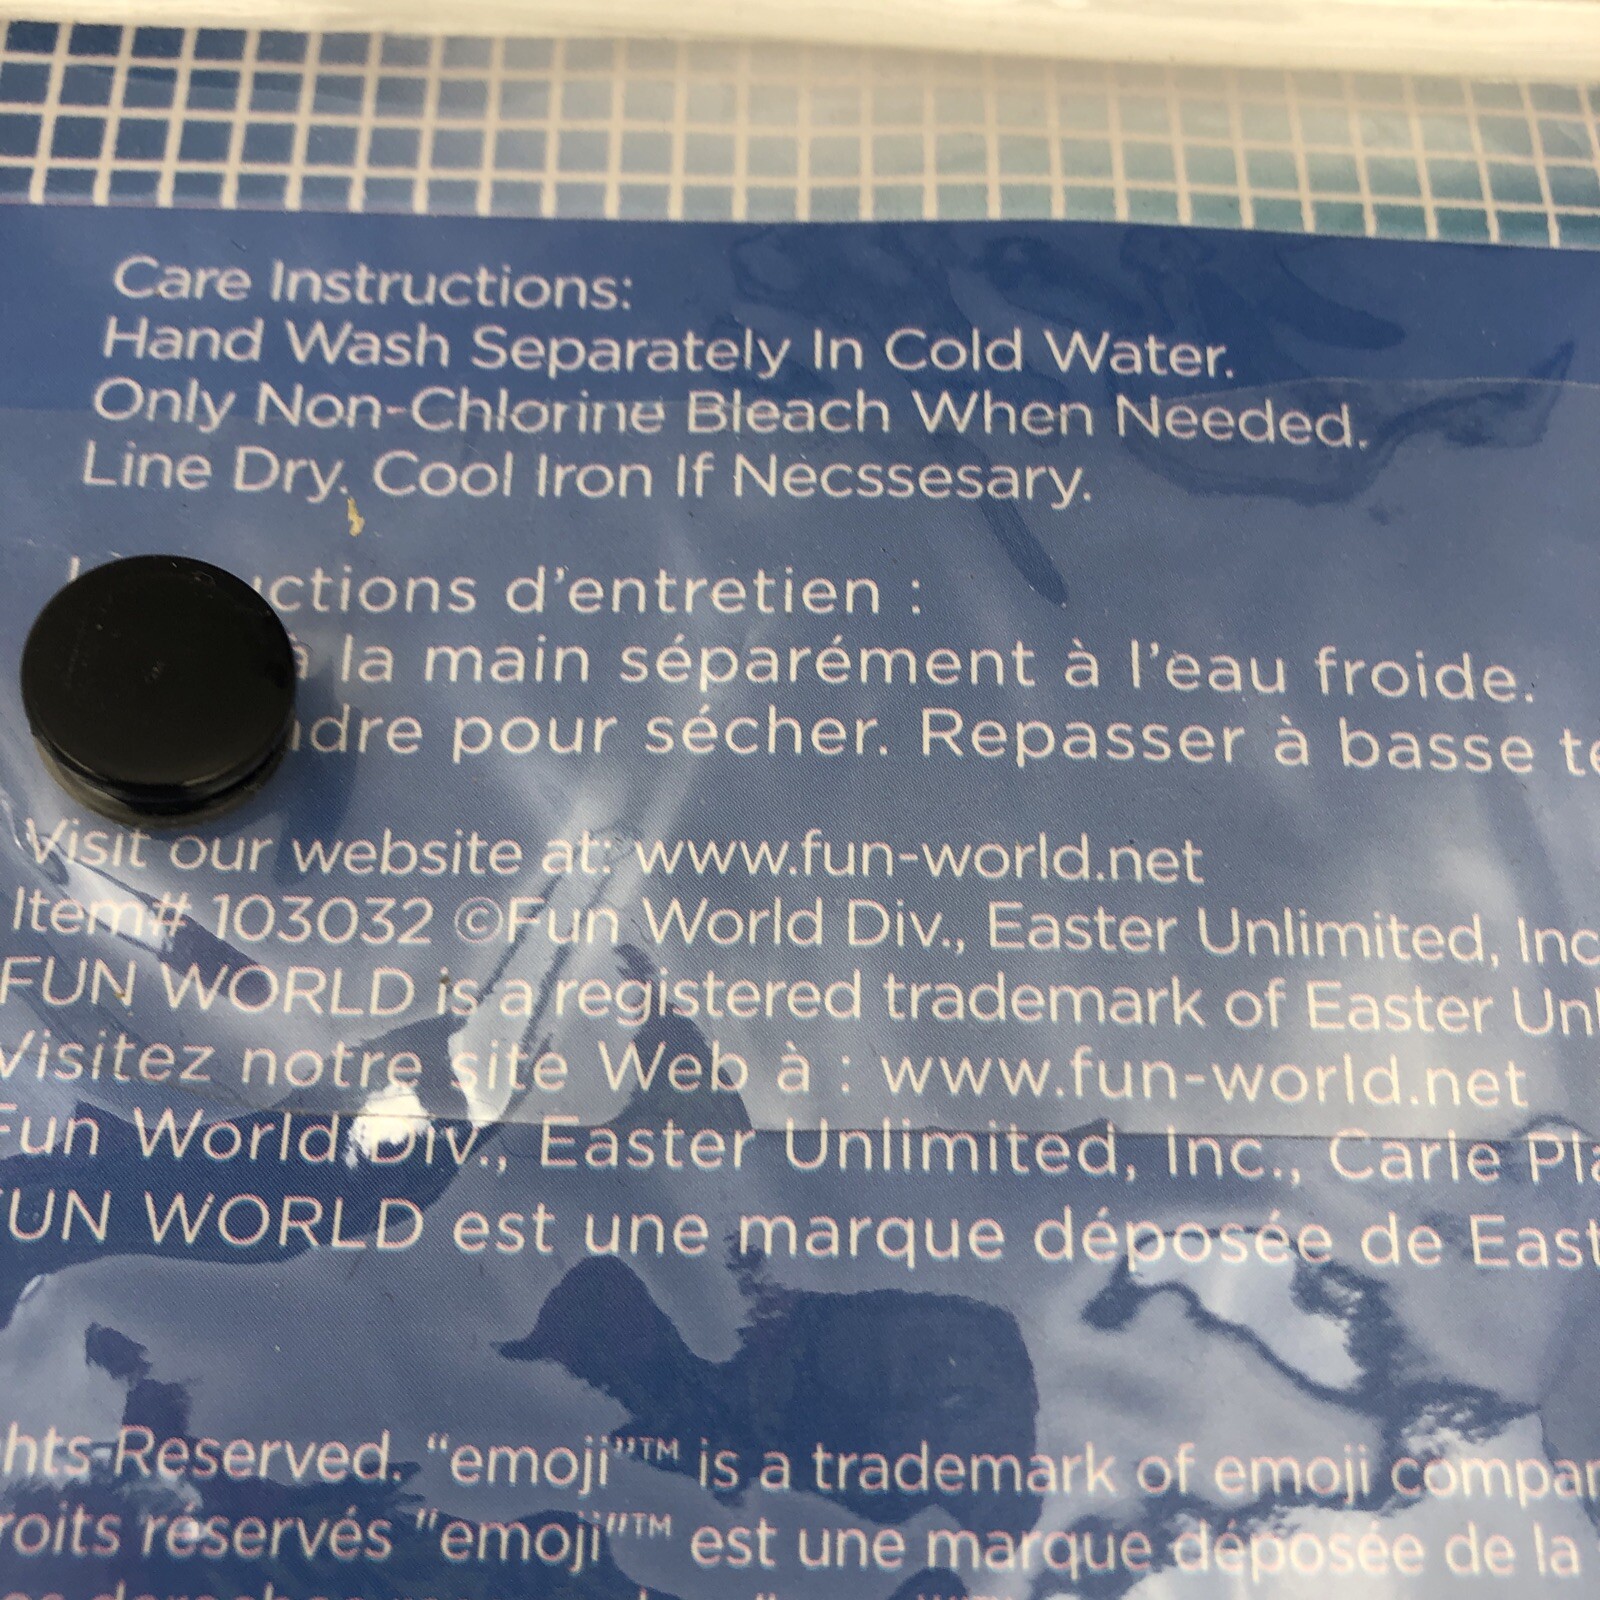 Care Instructions:
Hand Wash Separately In Cold Water.
Only Non-Chlorine Bleach When Needed.
Line Dry. Cool Iron If Necssesary.
d'entretien :
à la main séparément à l'eau froide.
pour sécher. Repasser à basse
Visit our website at: www.fun-world.net
Item# 103032 ©Fun World Div., Easter Unlimited, Inc
FUN WORLD is a registered trademark of Easter
Visitez notre site Web à : www.fun-world.net
Fun World Div., Easter Unlimited, Inc., Carle
FUN WORLD est une marque déposée de
Reserved. "emoji"™ is a trademark of emoji
réservés "emoji"™ est une marque déposée de la